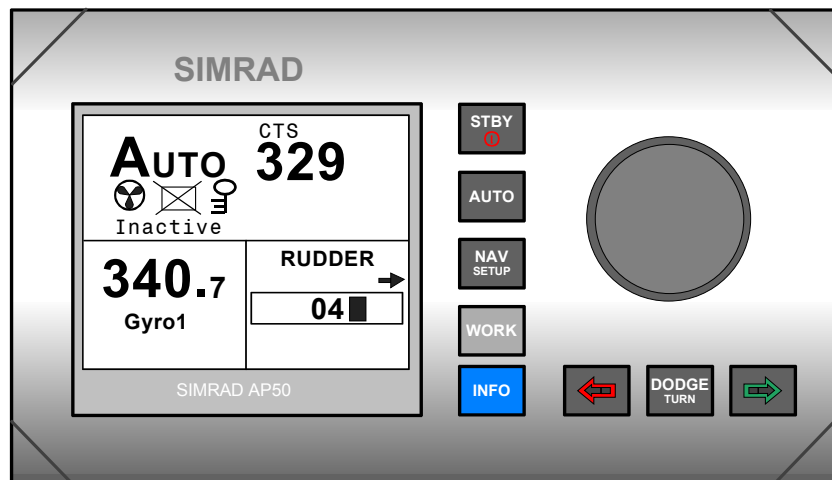 SIMRAD
CTS
AUTO 329
Inactive
340.7
Gyro1
RUDDER
04
SIMRAD AP50
STBY
AUTO
NAV
SETUP
WORK
INFO
DODGE
TURN